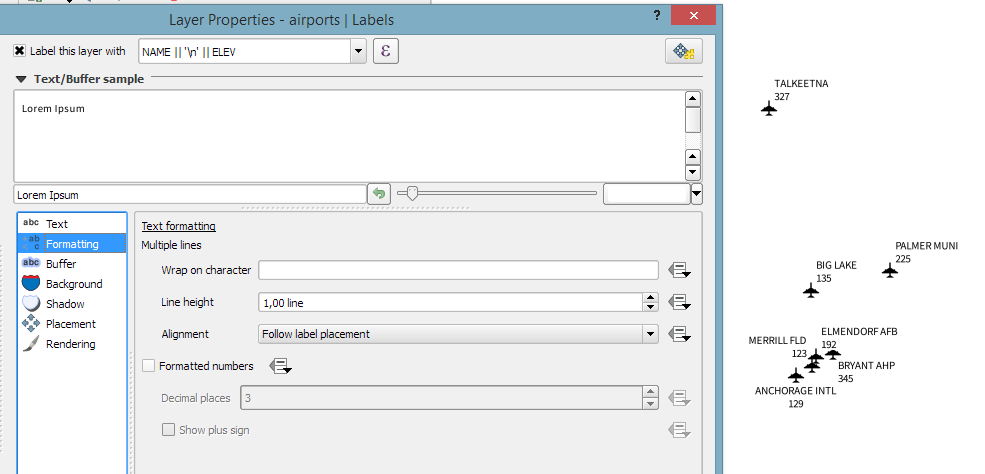 Layer Properties - airports | Labels
?
x
Label this layer with
NAME || '\n' || ELEV
ε
Text/Buffer sample
Lorem Ipsum
Lorem Ipsum
abc Text
ab c Formatting
abc Buffer
Background
Shadow
Placement
Rendering
Text formatting
Multiple lines
Wrap on character
Line height
1,00 line
Alignment
Follow label placement
Formatted numbers
Decimal places
3
Show plus sign
TALKEETNA
327
PALMER MUNI
225
BIG LAKE
135
ELMENDORF AFB
192
MERRILL FLD
123
BRYANT AHP
345
ANCHORAGE INTL
129